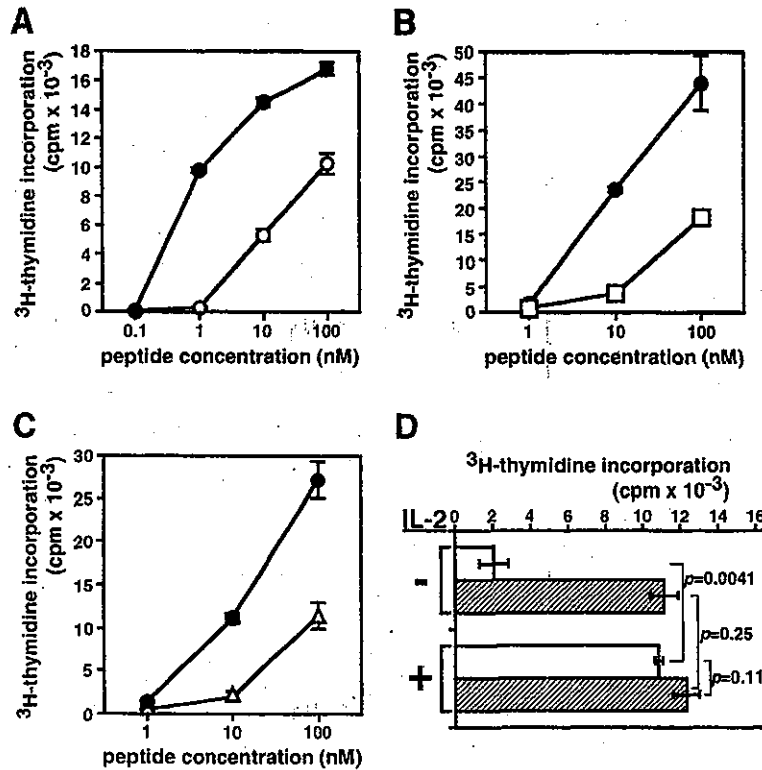 A
³H-thymidine incorporation
(cpm x 10⁻³)
18
16
14
12
10
8
6
4
2
0
0.1 1 10 100
peptide concentration (nM)
B
³H-thymidine incorporation
(cpm x 10⁻³)
50
45
40
35
30
25
20
15
10
5
0
1 10 100
peptide concentration (nM)
C
³H-thymidine incorporation
(cpm x 10⁻³)
30
25
20
15
10
5
0
1 10 100
peptide concentration (nM)
D
³H-thymidine incorporation
(cpm x 10⁻³)
IL-2 0 2 4 6 8 10 12 14 16
-
p=0.0041
p=0.25
+
p=0.11